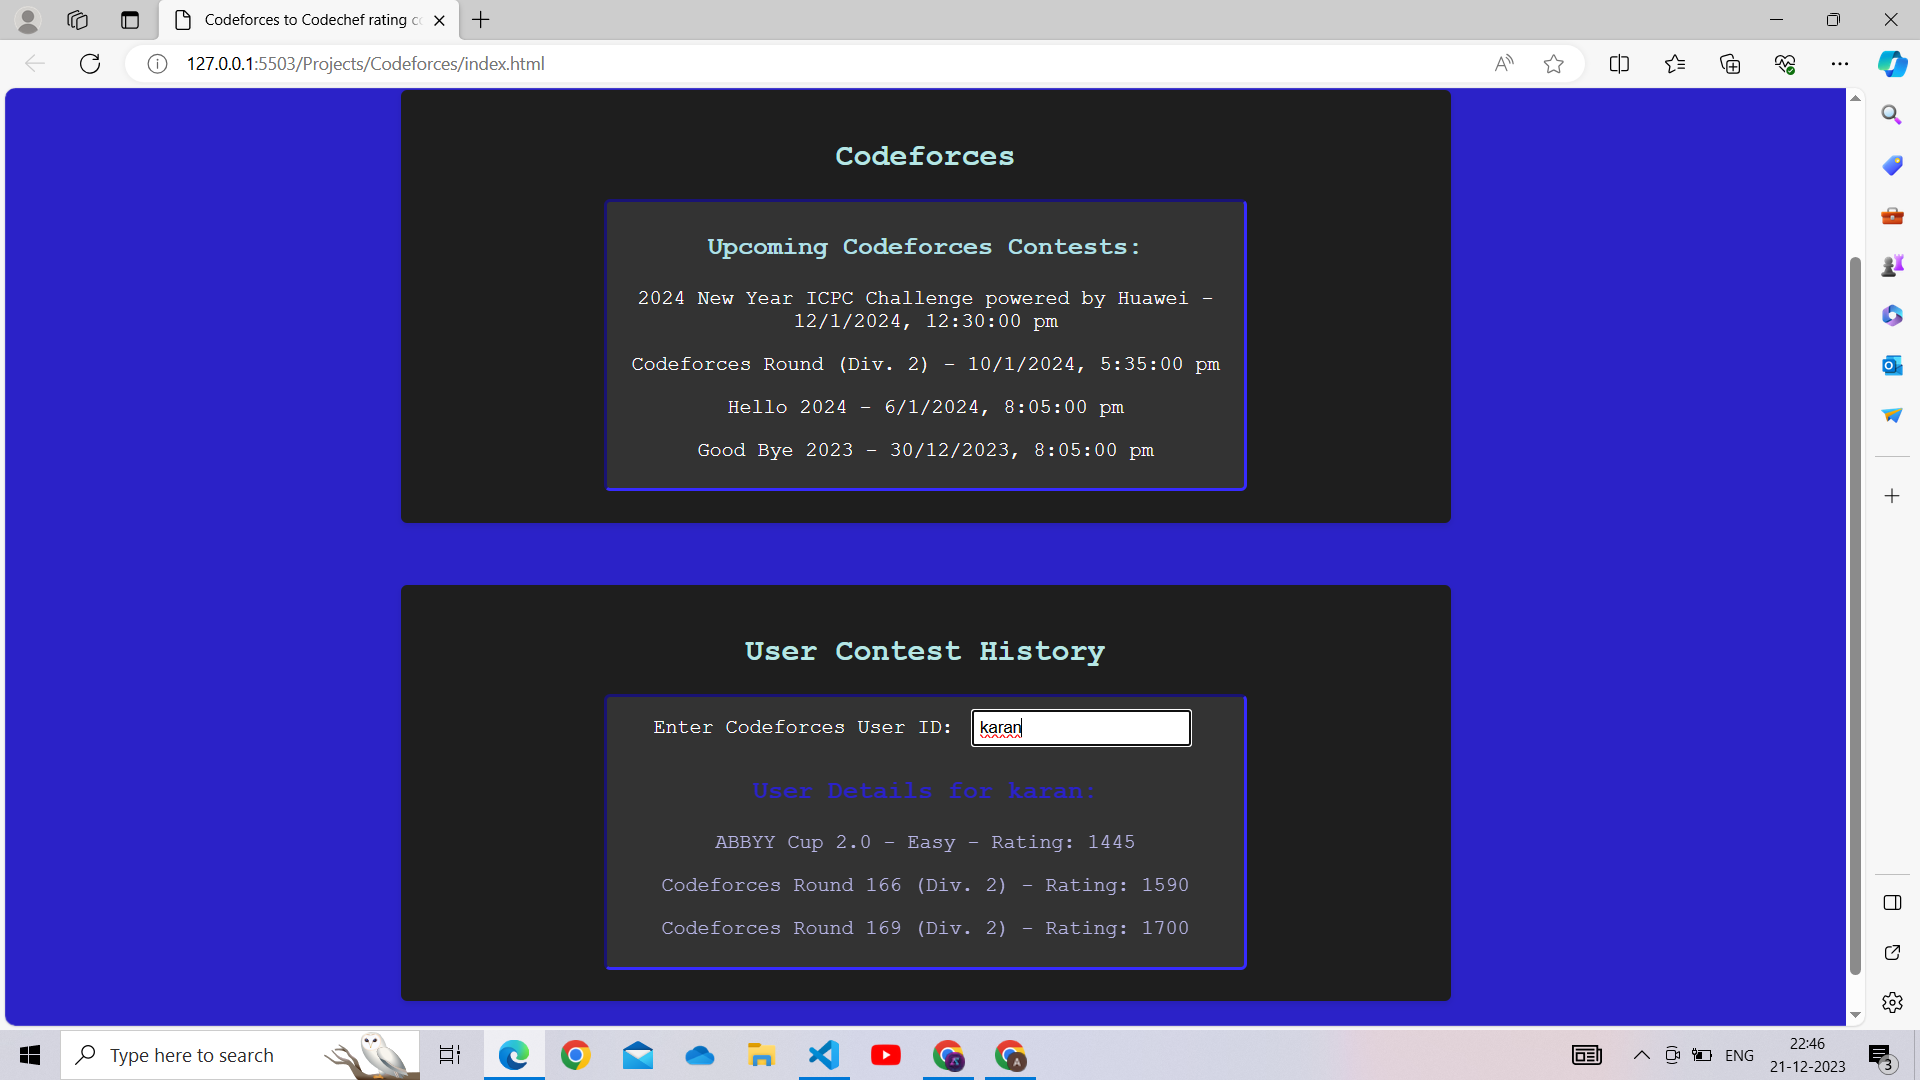 Codeforces to Codechef rating co
127.0.0.1:5503/Projects/Codeforces/index.html
Codeforces
Upcoming Codeforces Contests:
2024 New Year ICPC Challenge powered by Huawei -
12/1/2024, 12:30:00 pm
Codeforces Round (Div. 2) - 10/1/2024, 5:35:00 pm
Hello 2024 - 6/1/2024, 8:05:00 pm
Good Bye 2023 - 30/12/2023, 8:05:00 pm
User Contest History
Enter Codeforces User ID: karan
User Details for karan:
ABBYY Cup 2.0 - Easy - Rating: 1445
Codeforces Round 166 (Div. 2) - Rating: 1590
Codeforces Round 169 (Div. 2) - Rating: 1700
Type here to search
ENG
22:46
21-12-2023
3